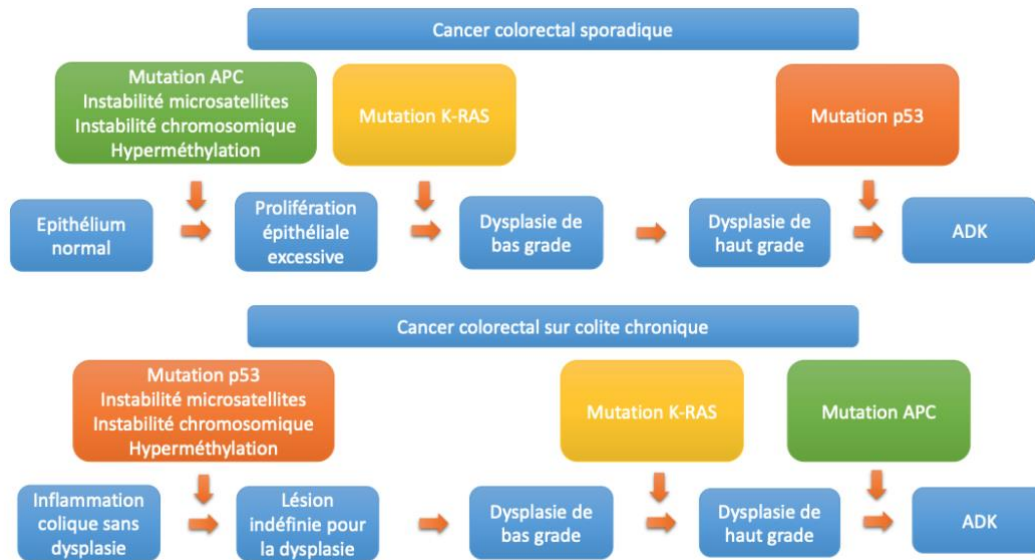 Cancer colorectal sporadique
Mutation APC
Instabilité microsatellites
Instabilité chromosomique
Hyperméthylation
Mutation K-RAS
Mutation p53
Epithélium
normal
Prolifération
épithéliale
excessive
Dysplasie de
bas grade
Dysplasie de
haut grade
ADK
Cancer colorectal sur colite chronique
Mutation p53
Instabilité microsatellites
Instabilité chromosomique
Hyperméthylation
Mutation K-RAS
Mutation APC
Inflammation
colique sans
dysplasie
Lésion
indéfinie pour
la dysplasie
Dysplasie de
bas grade
Dysplasie de
haut grade
ADK